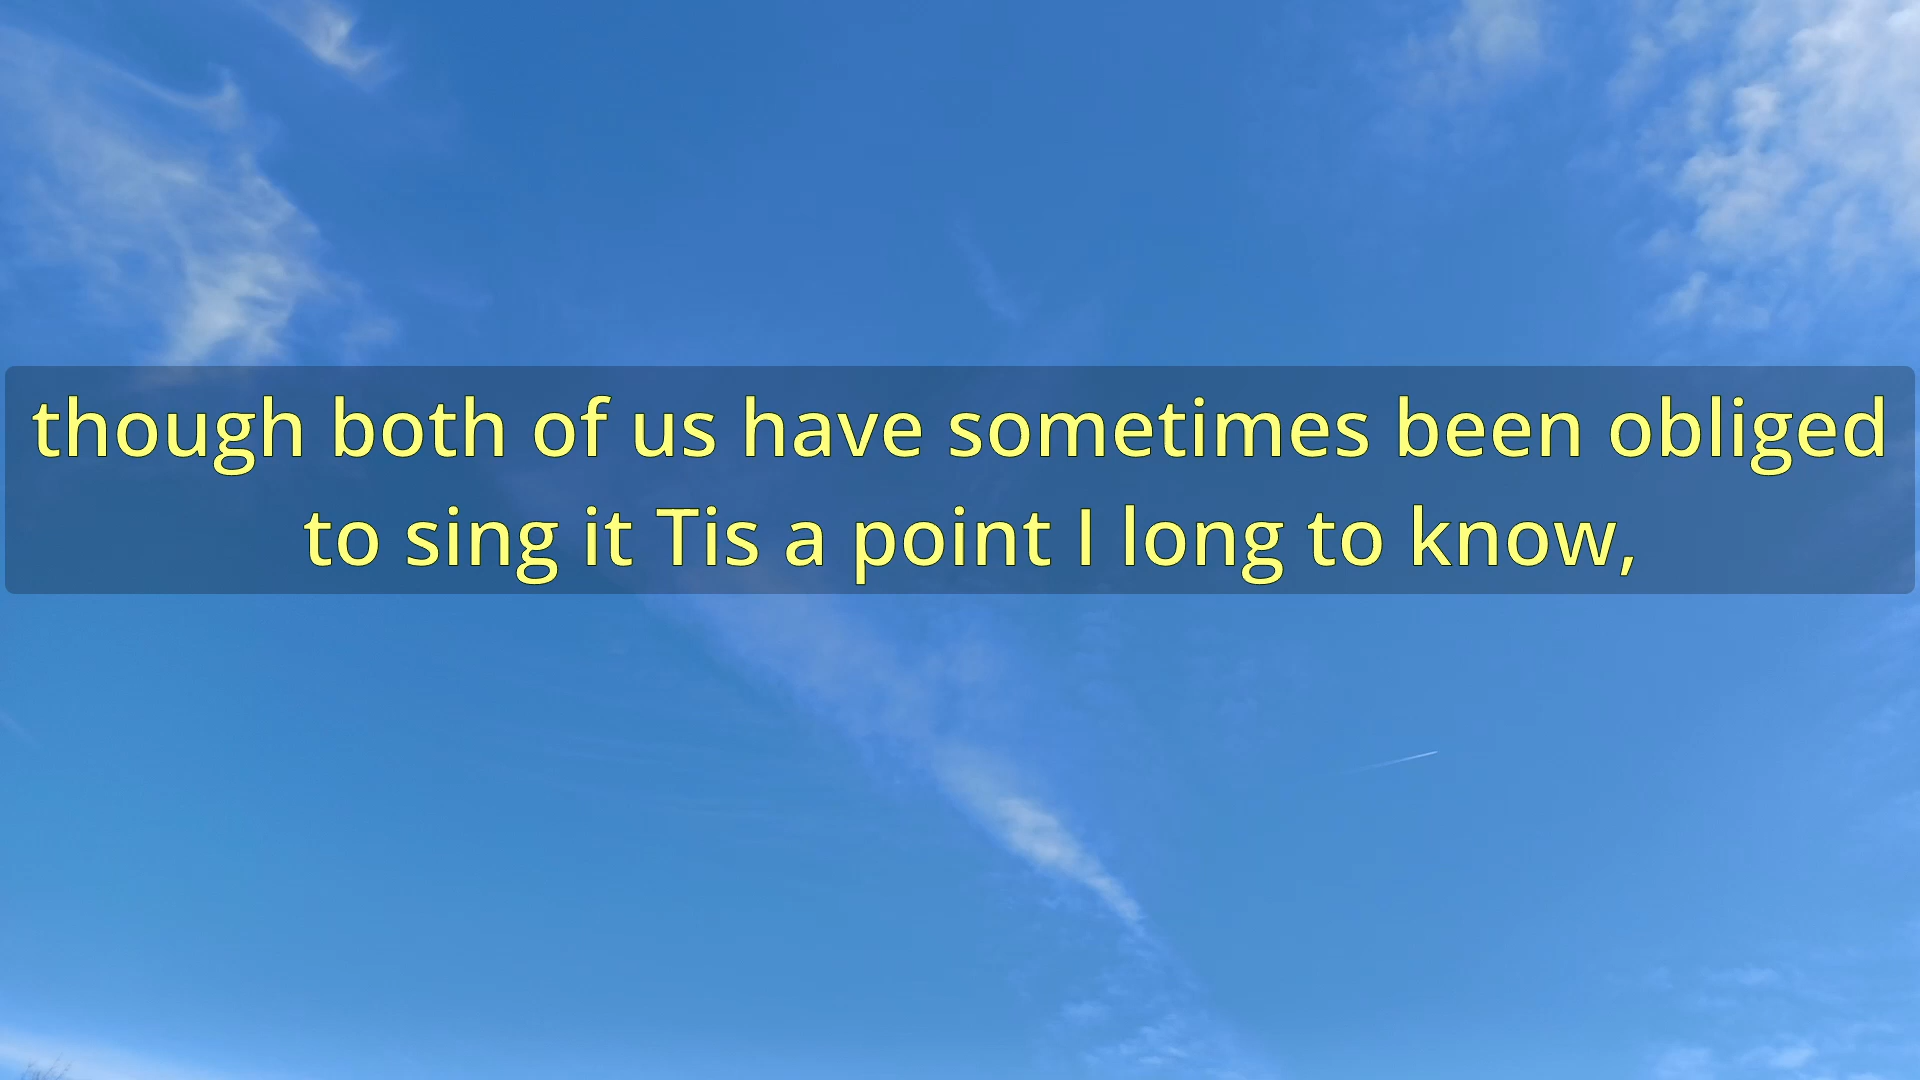 though both of us have sometimes been obliged
to sing it Tis a point I long to know,